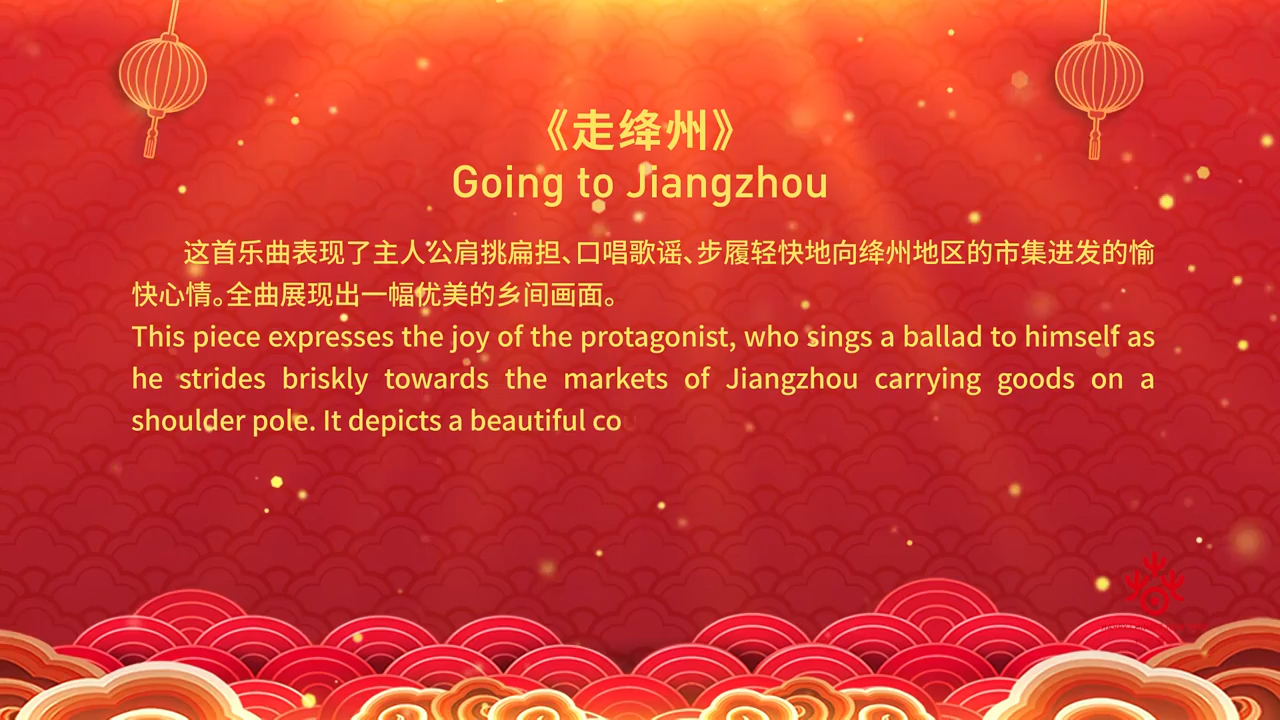 《走绛州》
Going to Jiangzhou
这首乐曲表现了主人公肩挑扁担、口唱歌谣、步履轻快地向绛州地区的市集进发的愉
快心情。全曲展现出一幅优美的乡间画面。
This piece expresses the joy of the protagonist, who sings a ballad to himself as
he strides briskly towards the markets of Jiangzhou carrying goods on a
shoulder pole. It depicts a beautiful co